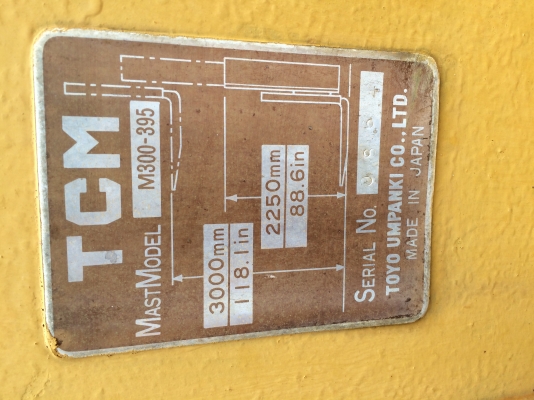 TCM
MAST MODEL M300-395
3000mm
118.1in
2250mm
88.6in
SERIAL No.
TOYO UMPANKI CO.,LTD.
MADE IN JAPAN